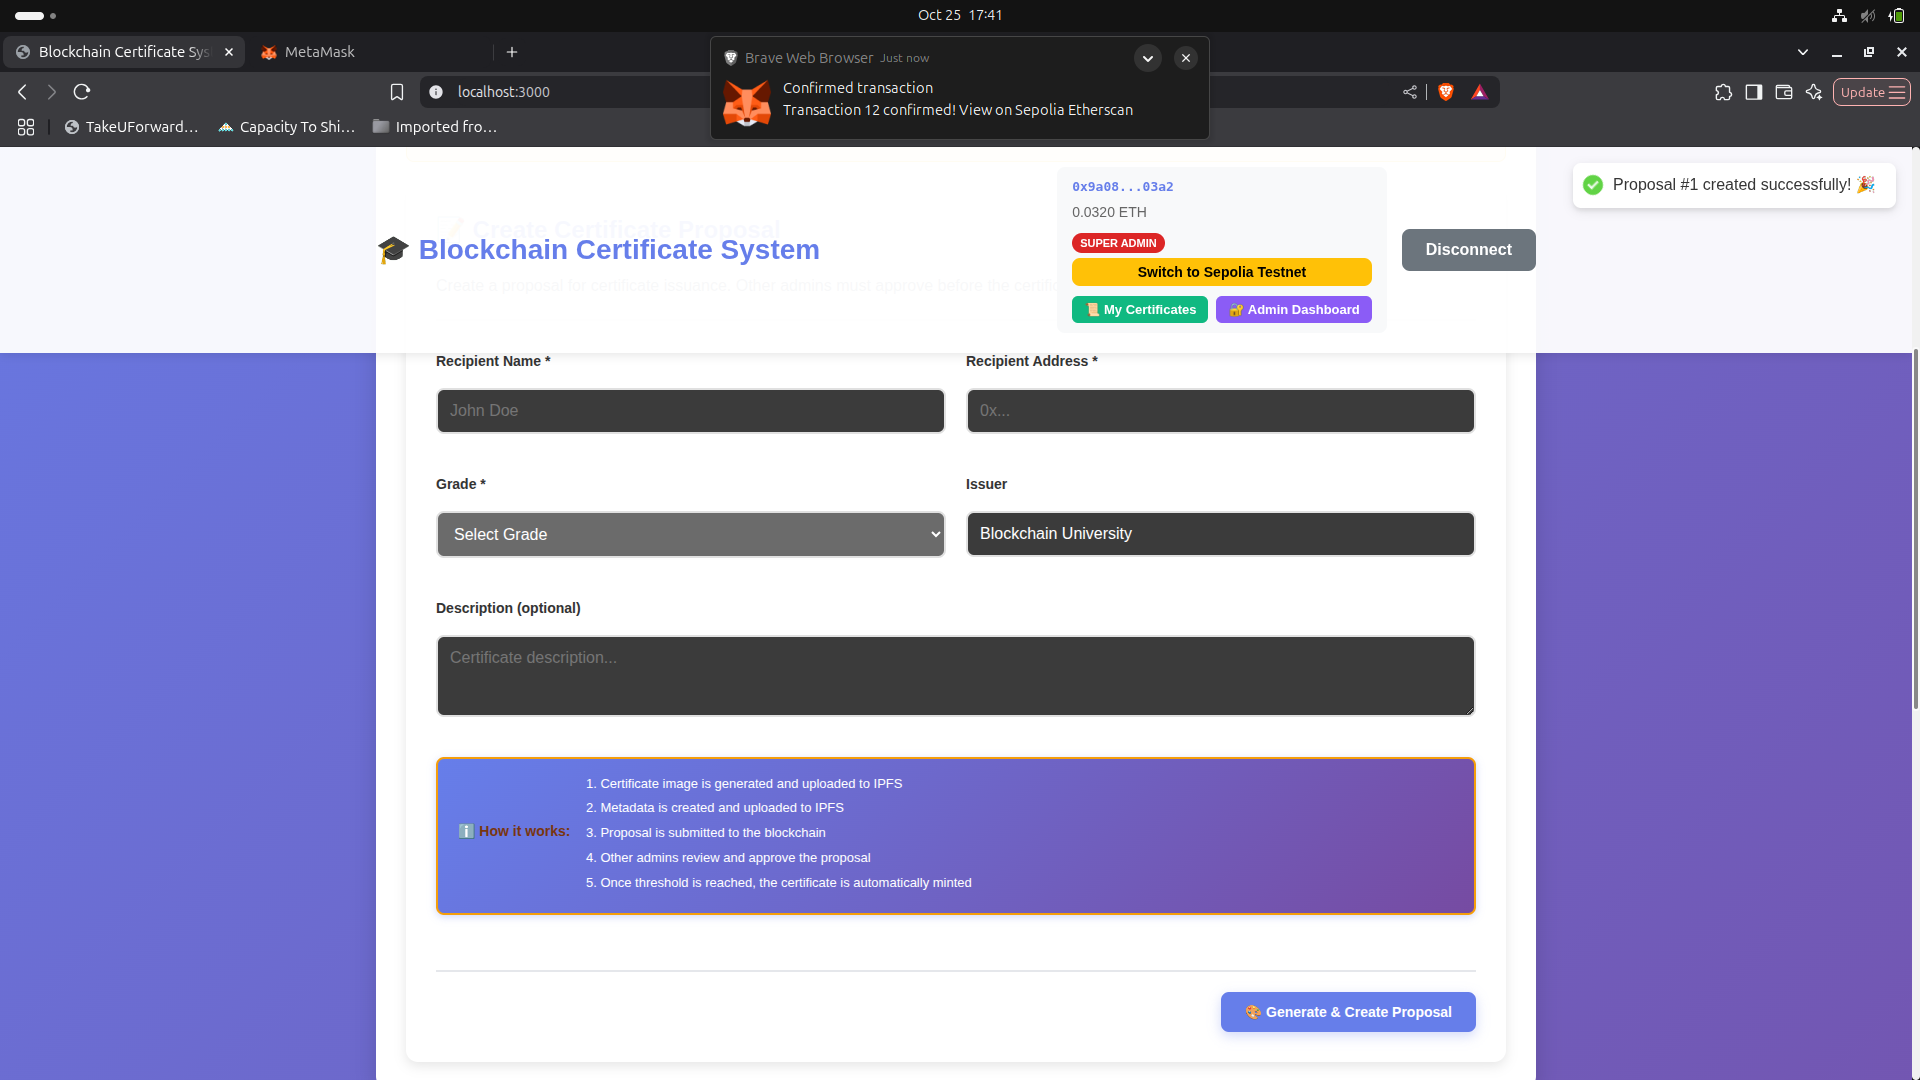 Oct 25 17:41
Blockchain Certificate Sys
MetaMask
Brave Web Browser Just now
Confirmed transaction
Transaction 12 confirmed! View on Sepolia Etherscan
localhost:3000
Update
TakeUForward…
Capacity To Shi…
Imported fro…
0x9a08...03a2
0.0320 ETH
SUPER ADMIN
Switch to Sepolia Testnet
📜 My Certificates
🔐 Admin Dashboard
Disconnect
Proposal #1 created successfully! 🎉
📝 Create Certificate Proposal
🎓 Blockchain Certificate System
Create a proposal for certificate issuance. Other admins must approve before the certific
Recipient Name *
Recipient Address *
John Doe
0x...
Grade *
Issuer
Select Grade
Blockchain University
Description (optional)
Certificate description...
ℹ️ How it works:
1. Certificate image is generated and uploaded to IPFS
2. Metadata is created and uploaded to IPFS
3. Proposal is submitted to the blockchain
4. Other admins review and approve the proposal
5. Once threshold is reached, the certificate is automatically minted
🎨 Generate & Create Proposal